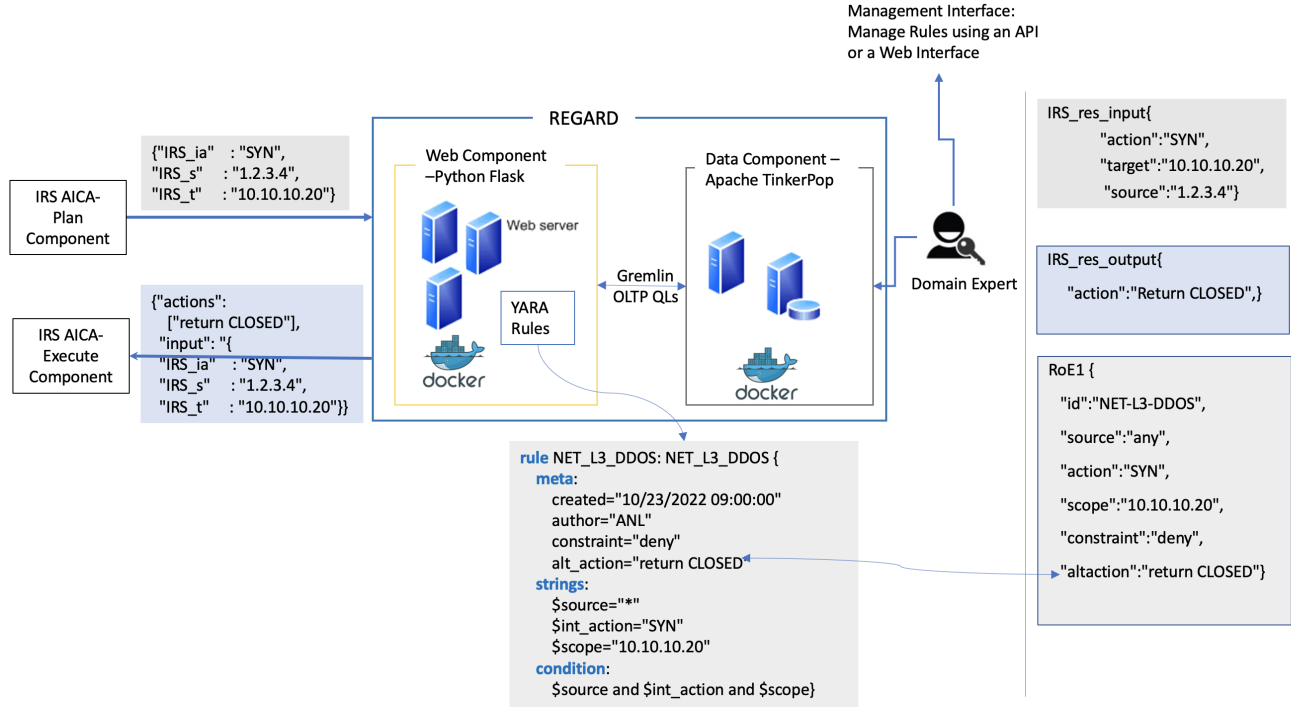 Management Interface:
Manage Rules using an API
or a Web Interface
REGARD
{"IRS_ia" : "SYN",
"IRS_s" : "1.2.3.4",
"IRS_t" : "10.10.10.20"}
IRS AICA-
Plan
Component
Web Component
–Python Flask
Web server
YARA
Rules
docker
Gremlin
OLTP QLs
Data Component –
Apache TinkerPop
docker
Domain Expert
{"actions":
["return CLOSED"],
"input": "{
"IRS_ia" : "SYN",
"IRS_s" : "1.2.3.4",
"IRS_t" : "10.10.10.20"}}
IRS AICA-
Execute
Component
rule NET_L3_DDOS: NET_L3_DDOS {
meta:
created="10/23/2022 09:00:00"
author="ANL"
constraint="deny"
alt_action="return CLOSED"
strings:
$source="*"
$int_action="SYN"
$scope="10.10.10.20"
condition:
$source and $int_action and $scope}
IRS_res_input{
"action":"SYN",
"target":"10.10.10.20",
"source":"1.2.3.4"}
IRS_res_output{
"action":"Return CLOSED",}
RoE1 {
"id":"NET-L3-DDOS",
"source":"any",
"action":"SYN",
"scope":"10.10.10.20",
"constraint":"deny",
"altaction":"return CLOSED"}